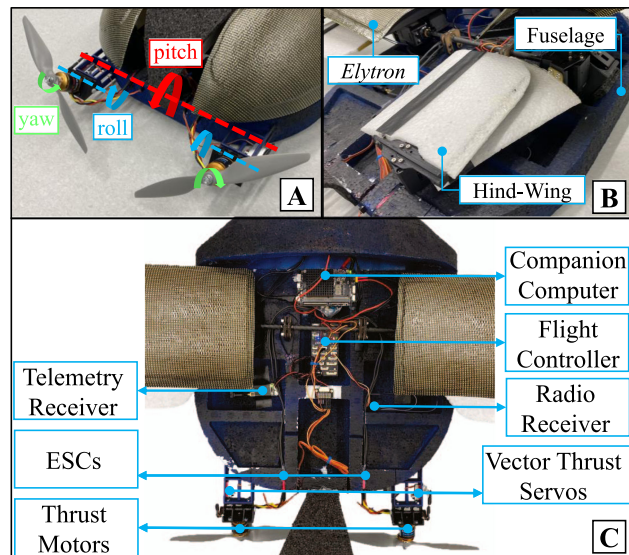 pitch
yaw
roll
A
Elytron
Fuselage
Hind-Wing
B
Companion
Computer
Flight
Controller
Telemetry
Receiver
Radio
Receiver
ESCs
Vector Thrust
Servos
Thrust
Motors
C